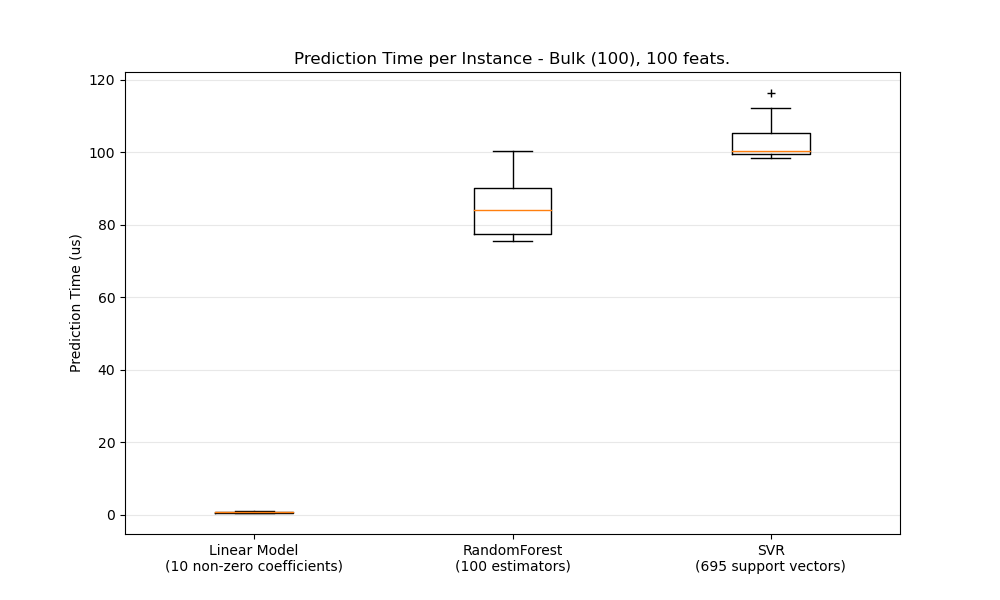 Prediction Time per Instance - Bulk (100), 100 feats.
120
100
80
60
40
20
0
Prediction Time (us)
Linear Model
(10 non-zero coefficients)
RandomForest
(100 estimators)
SVR
(695 support vectors)